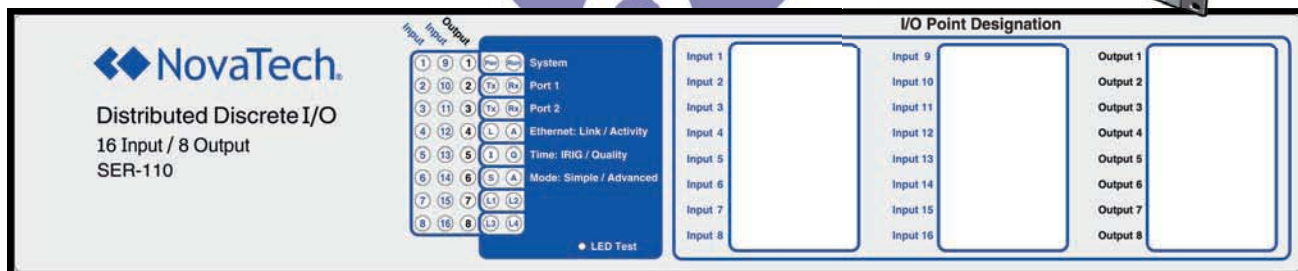 NovaTech®
Distributed Discrete I/O
16 Input / 8 Output
SER-110
Input Input Output
1 9 1 Pwr Run System
2 10 2 Tx Rx Port 1
3 11 3 Tx Rx Port 2
4 12 4 L A Ethernet: Link / Activity
5 13 5 I Q Time: IRIG / Quality
6 14 6 S A Mode: Simple / Advanced
7 15 7 L1 L2
8 16 8 L3 L4
LED Test
I/O Point Designation
Input 1
Input 2
Input 3
Input 4
Input 5
Input 6
Input 7
Input 8
Input 9
Input 10
Input 11
Input 12
Input 13
Input 14
Input 15
Input 16
Output 1
Output 2
Output 3
Output 4
Output 5
Output 6
Output 7
Output 8